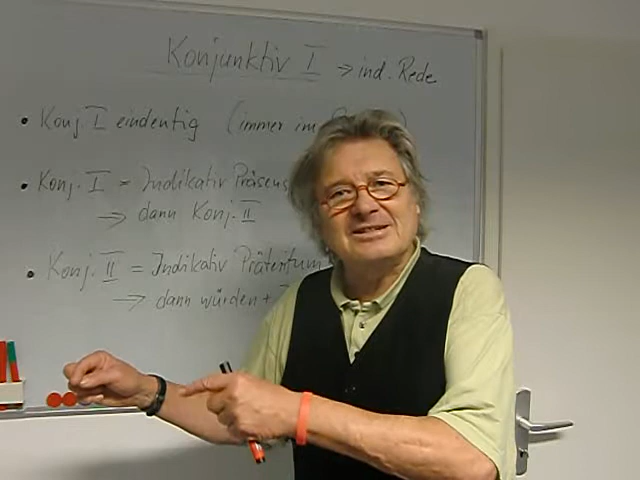 Konjunktiv I → ind. Rede
• Konj. I eindeutig (immer im
• Konj. I = Indikativ Präsens
→ dann Konj. II
• Konj. II = Indikativ Präteritum
→ dann würden +